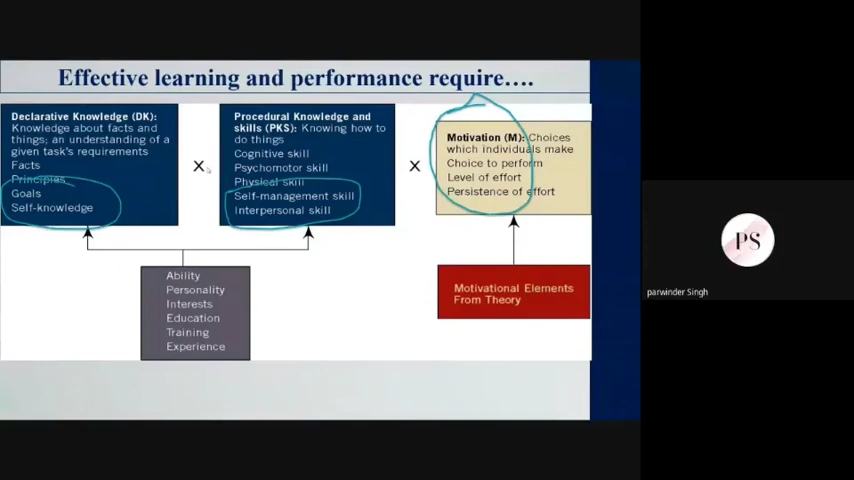 Effective learning and performance require….
Declarative Knowledge (DK):
Knowledge about facts and
things; an understanding of a
given task's requirements
Facts
Principles
Goals
Self-knowledge
X
Procedural Knowledge and
skills (PKS): Knowing how to
do things
Cognitive skill
Psychomotor skill
Physical skill
Self-management skill
Interpersonal skill
X
Motivation (M): Choices
which individuals make
Choice to perform
Level of effort
Persistence of effort
Ability
Personality
Interests
Education
Training
Experience
Motivational Elements
From Theory
PS
parwinder Singh